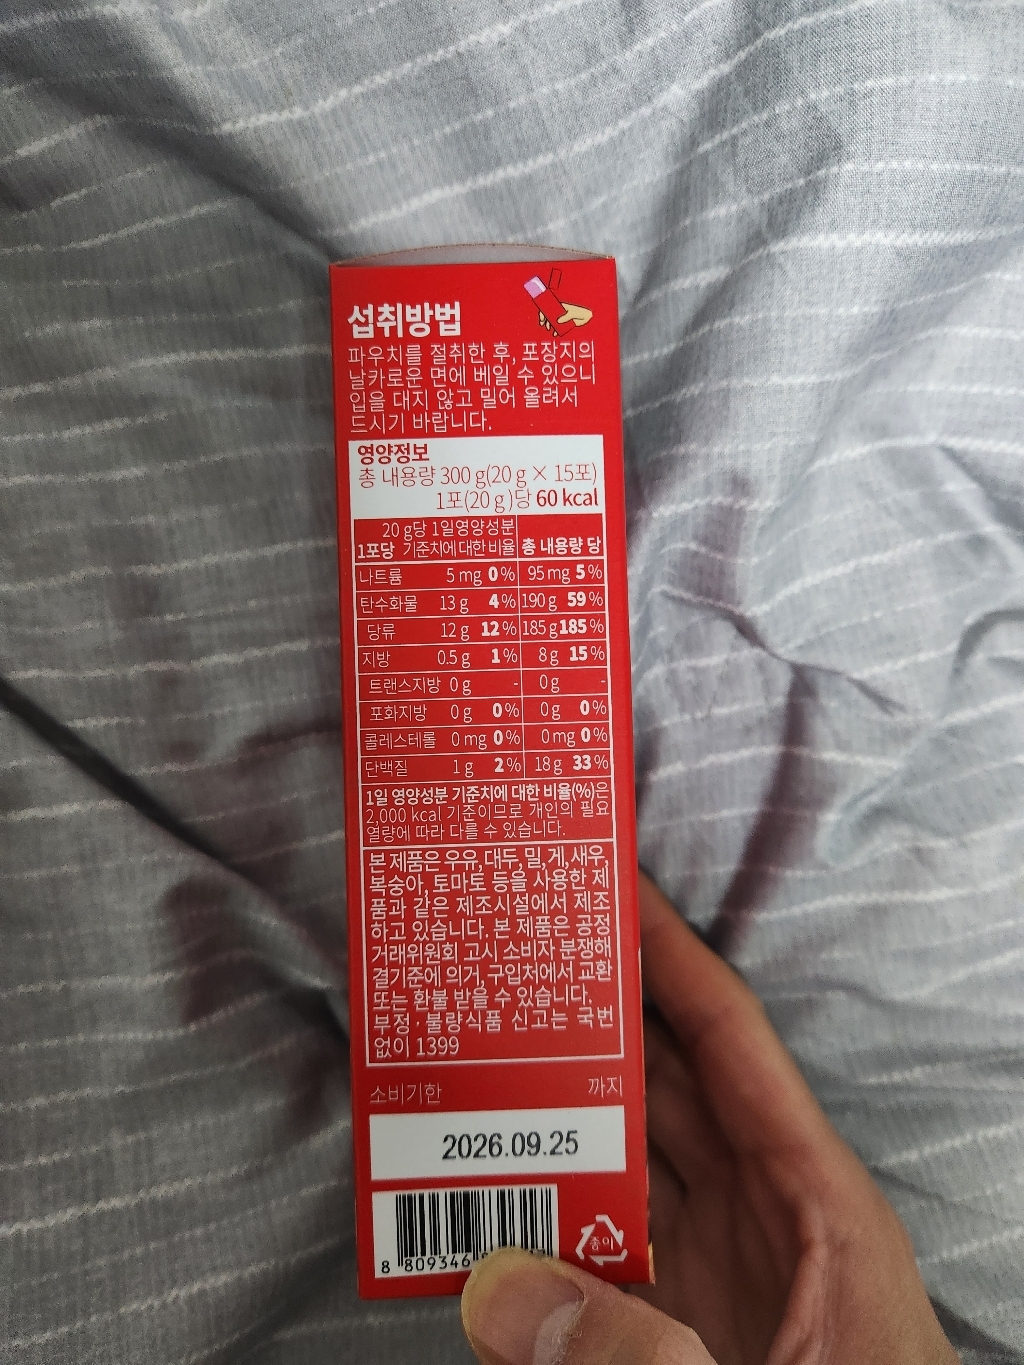 섭취방법
파우치를 절취한 후, 포장지의
날카로운 면에 베일 수 있으니
입을 대지 않고 밀어 올려서
드시기 바랍니다.
영양정보
총 내용량 300 g(20 g × 15포)
1포(20 g)당 60 kcal
20 g당 1일영양성분
1포당 기준치에 대한 비율 총 내용량 당
나트륨 5 mg 0 % 95 mg 5 %
탄수화물 13 g 4 % 190 g 59 %
당류 12 g 12 % 185 g 185 %
지방 0.5 g 1 % 8 g 15 %
트랜스지방 0 g - 0 g -
포화지방 0 g 0 % 0 g 0 %
콜레스테롤 0 mg 0 % 0 mg 0 %
단백질 1 g 2 % 18 g 33 %
1일 영양성분 기준치에 대한 비율(%)은
2,000 kcal 기준이므로 개인의 필요
열량에 따라 다를 수 있습니다.
본 제품은 우유, 대두, 밀, 게, 새우,
복숭아, 토마토 등을 사용한 제
품과 같은 제조시설에서 제조
하고 있습니다. 본 제품은 공정
거래위원회 고시 소비자 분쟁해
결기준에 의거, 구입처에서 교환
또는 환불 받을 수 있습니다.
부정 · 불량식품 신고는 국번
없이 1399
소비기한 까지
2026.09.25
8 809346
종이